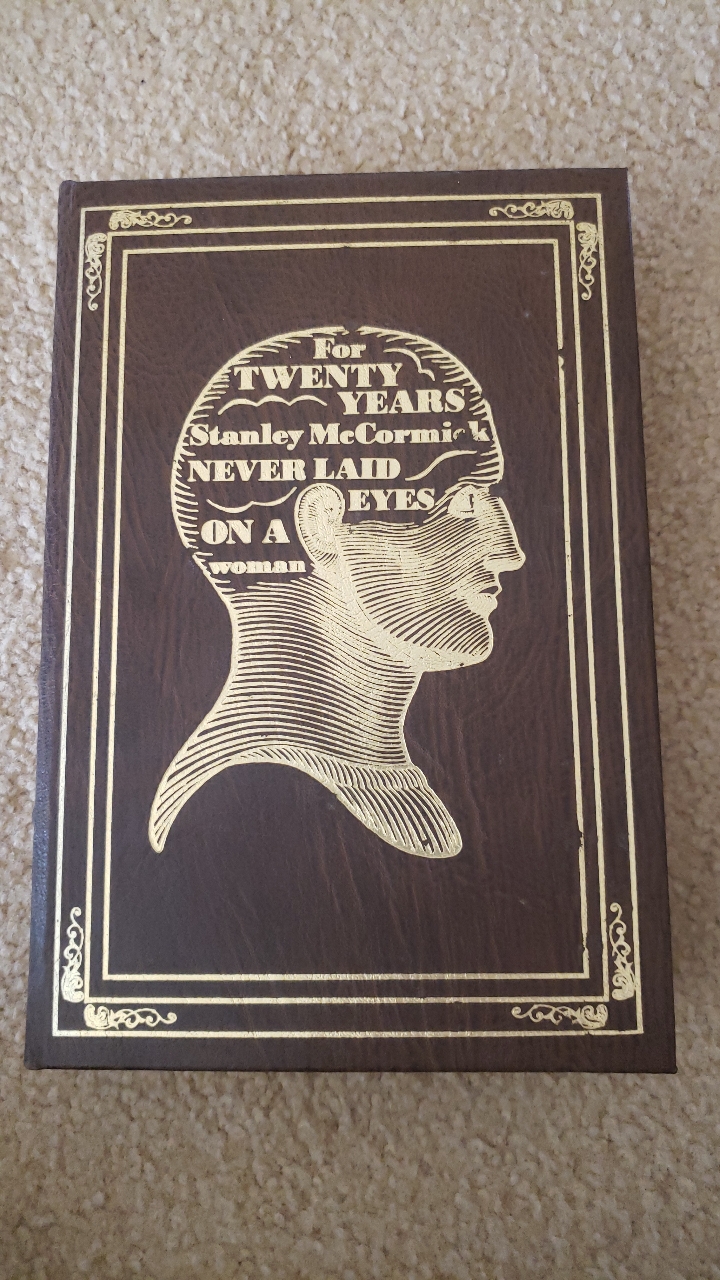 For
TWENTY
YEARS
Stanley McCormick
NEVER LAID
EYES
ON A
woman